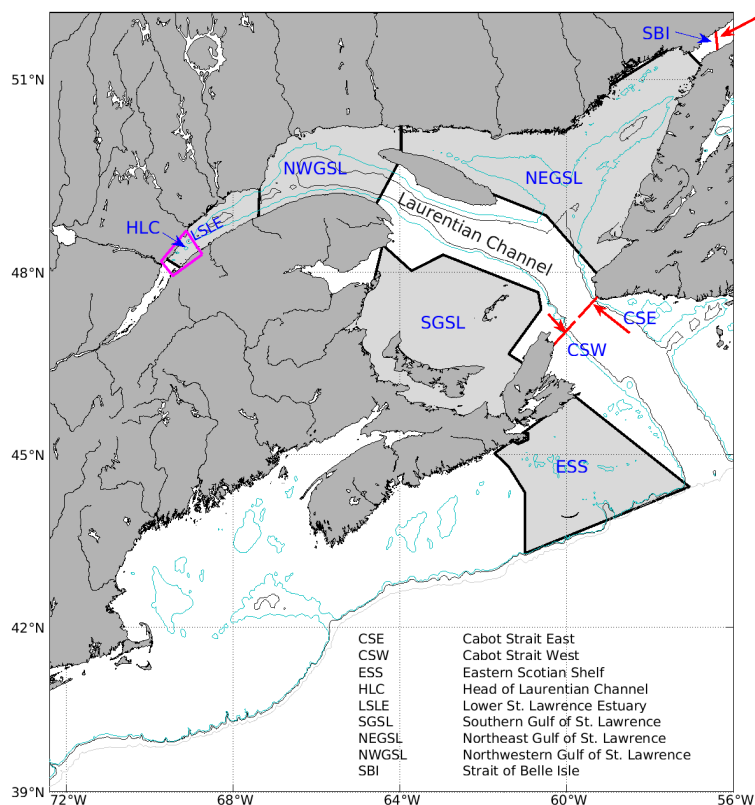 SBI
51°N
NWGSL
NEGSL
HLC
LSLE
Laurentian Channel
48°N
SGSL
CSE
CSW
45°N
ESS
42°N
CSE Cabot Strait East
CSW Cabot Strait West
ESS Eastern Scotian Shelf
HLC Head of Laurentian Channel
LSLE Lower St. Lawrence Estuary
SGSL Southern Gulf of St. Lawrence
NEGSL Northeast Gulf of St. Lawrence
NWGSL Northwestern Gulf of St. Lawrence
SBI Strait of Belle Isle
39°N
72°W 68°W 64°W 60°W 56°W